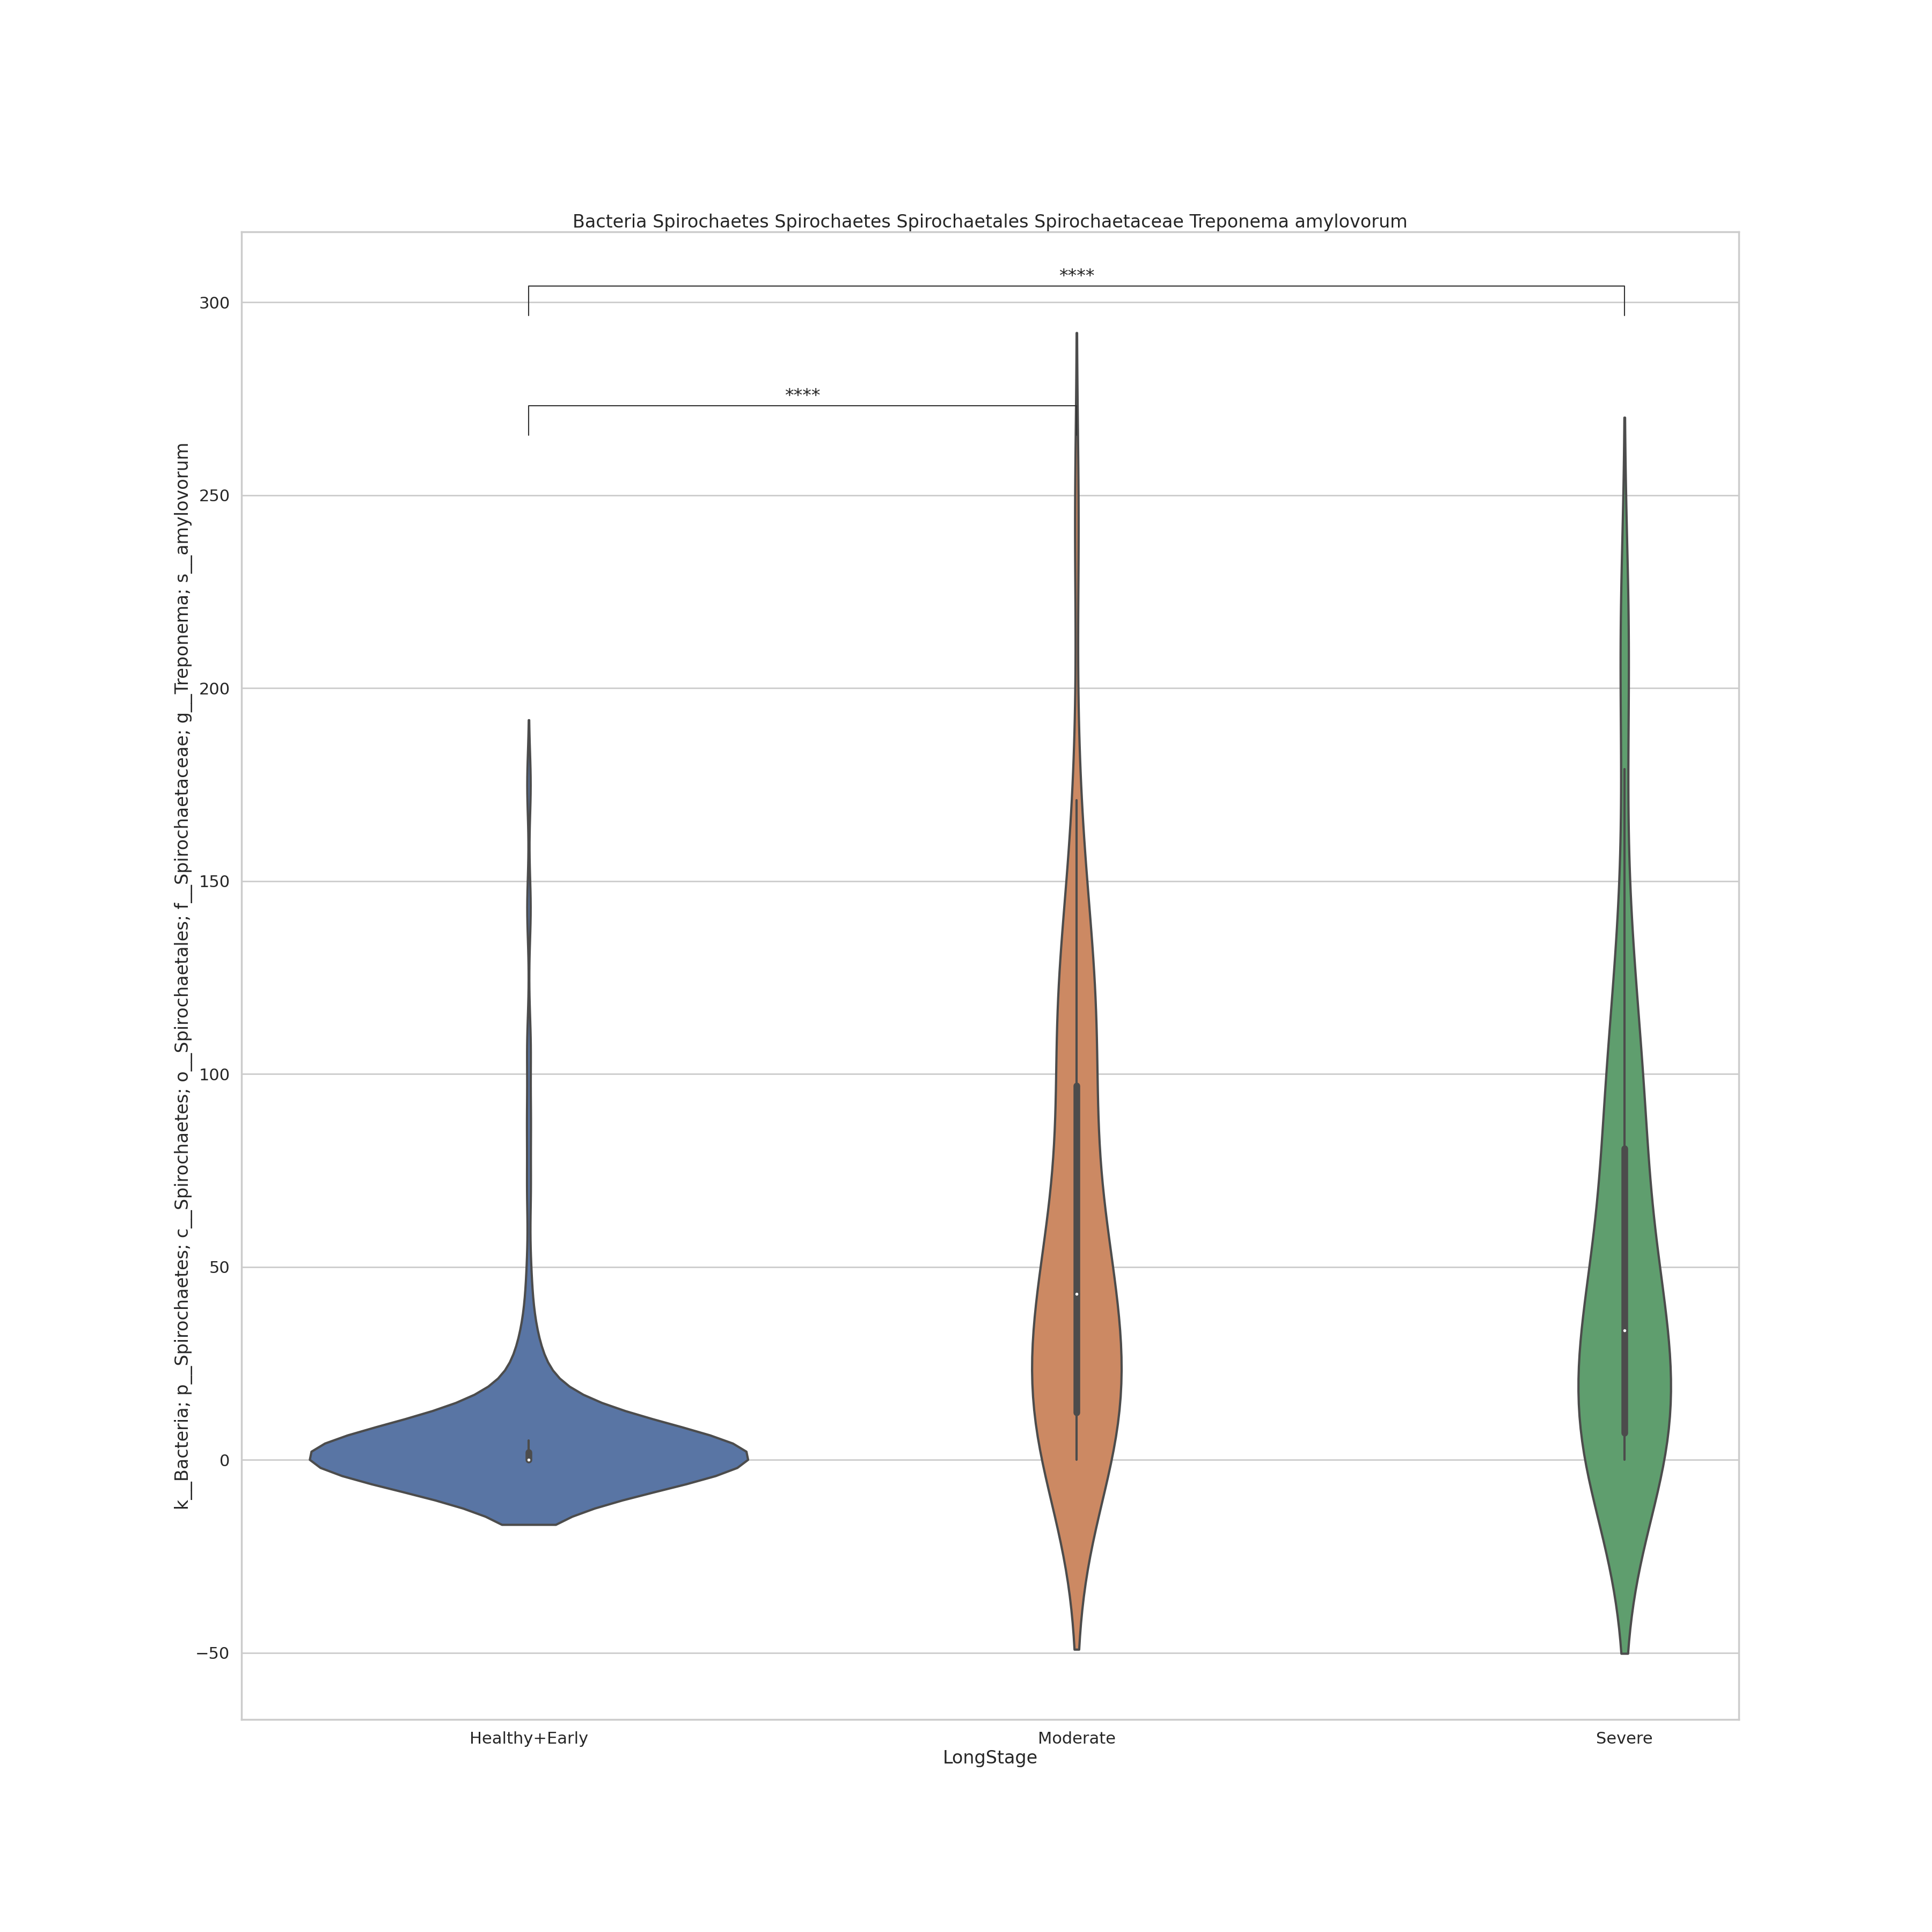 Bacteria Spirochaetes Spirochaetes Spirochaetales Spirochaetaceae Treponema amylovorum
k__Bacteria; p__Spirochaetes; c__Spirochaetes; o__Spirochaetales; f__Spirochaetaceae; g__Treponema; s__amylovorum
****
300
****
250
200
150
100
50
0
−50
Healthy+Early Moderate Severe
LongStage